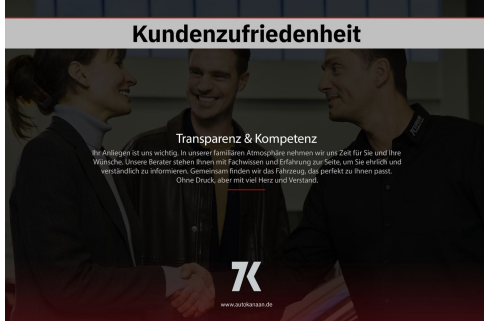 Kundenzufriedenheit
Transparenz & Kompetenz
Ihr Anliegen ist uns wichtig. In unserer familiären Atmosphäre nehmen wir uns Zeit für Sie und Ihre
Wünsche. Unsere Berater stehen Ihnen mit Fachwissen und Erfahrung zur Seite, um Sie ehrlich und
verständlich zu informieren. Gemeinsam finden wir das Fahrzeug, das perfekt zu Ihnen passt.
Ohne Druck, aber mit viel Herz und Verstand.
7K
www.autokanaan.de